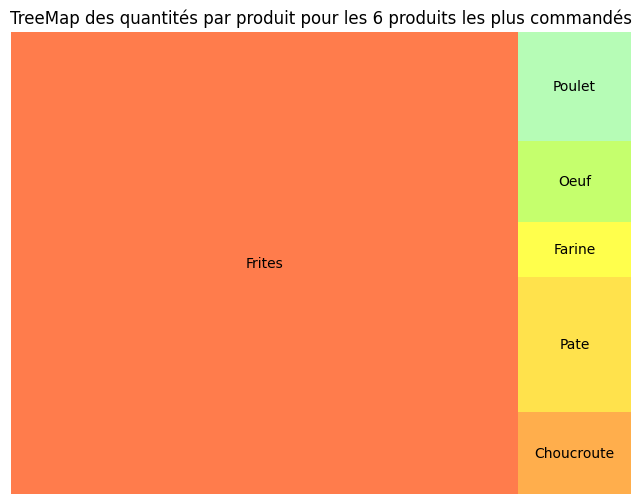 TreeMap des quantités par produit pour les 6 produits les plus commandés
Poulet
Oeuf
Farine
Frites
Pate
Choucroute